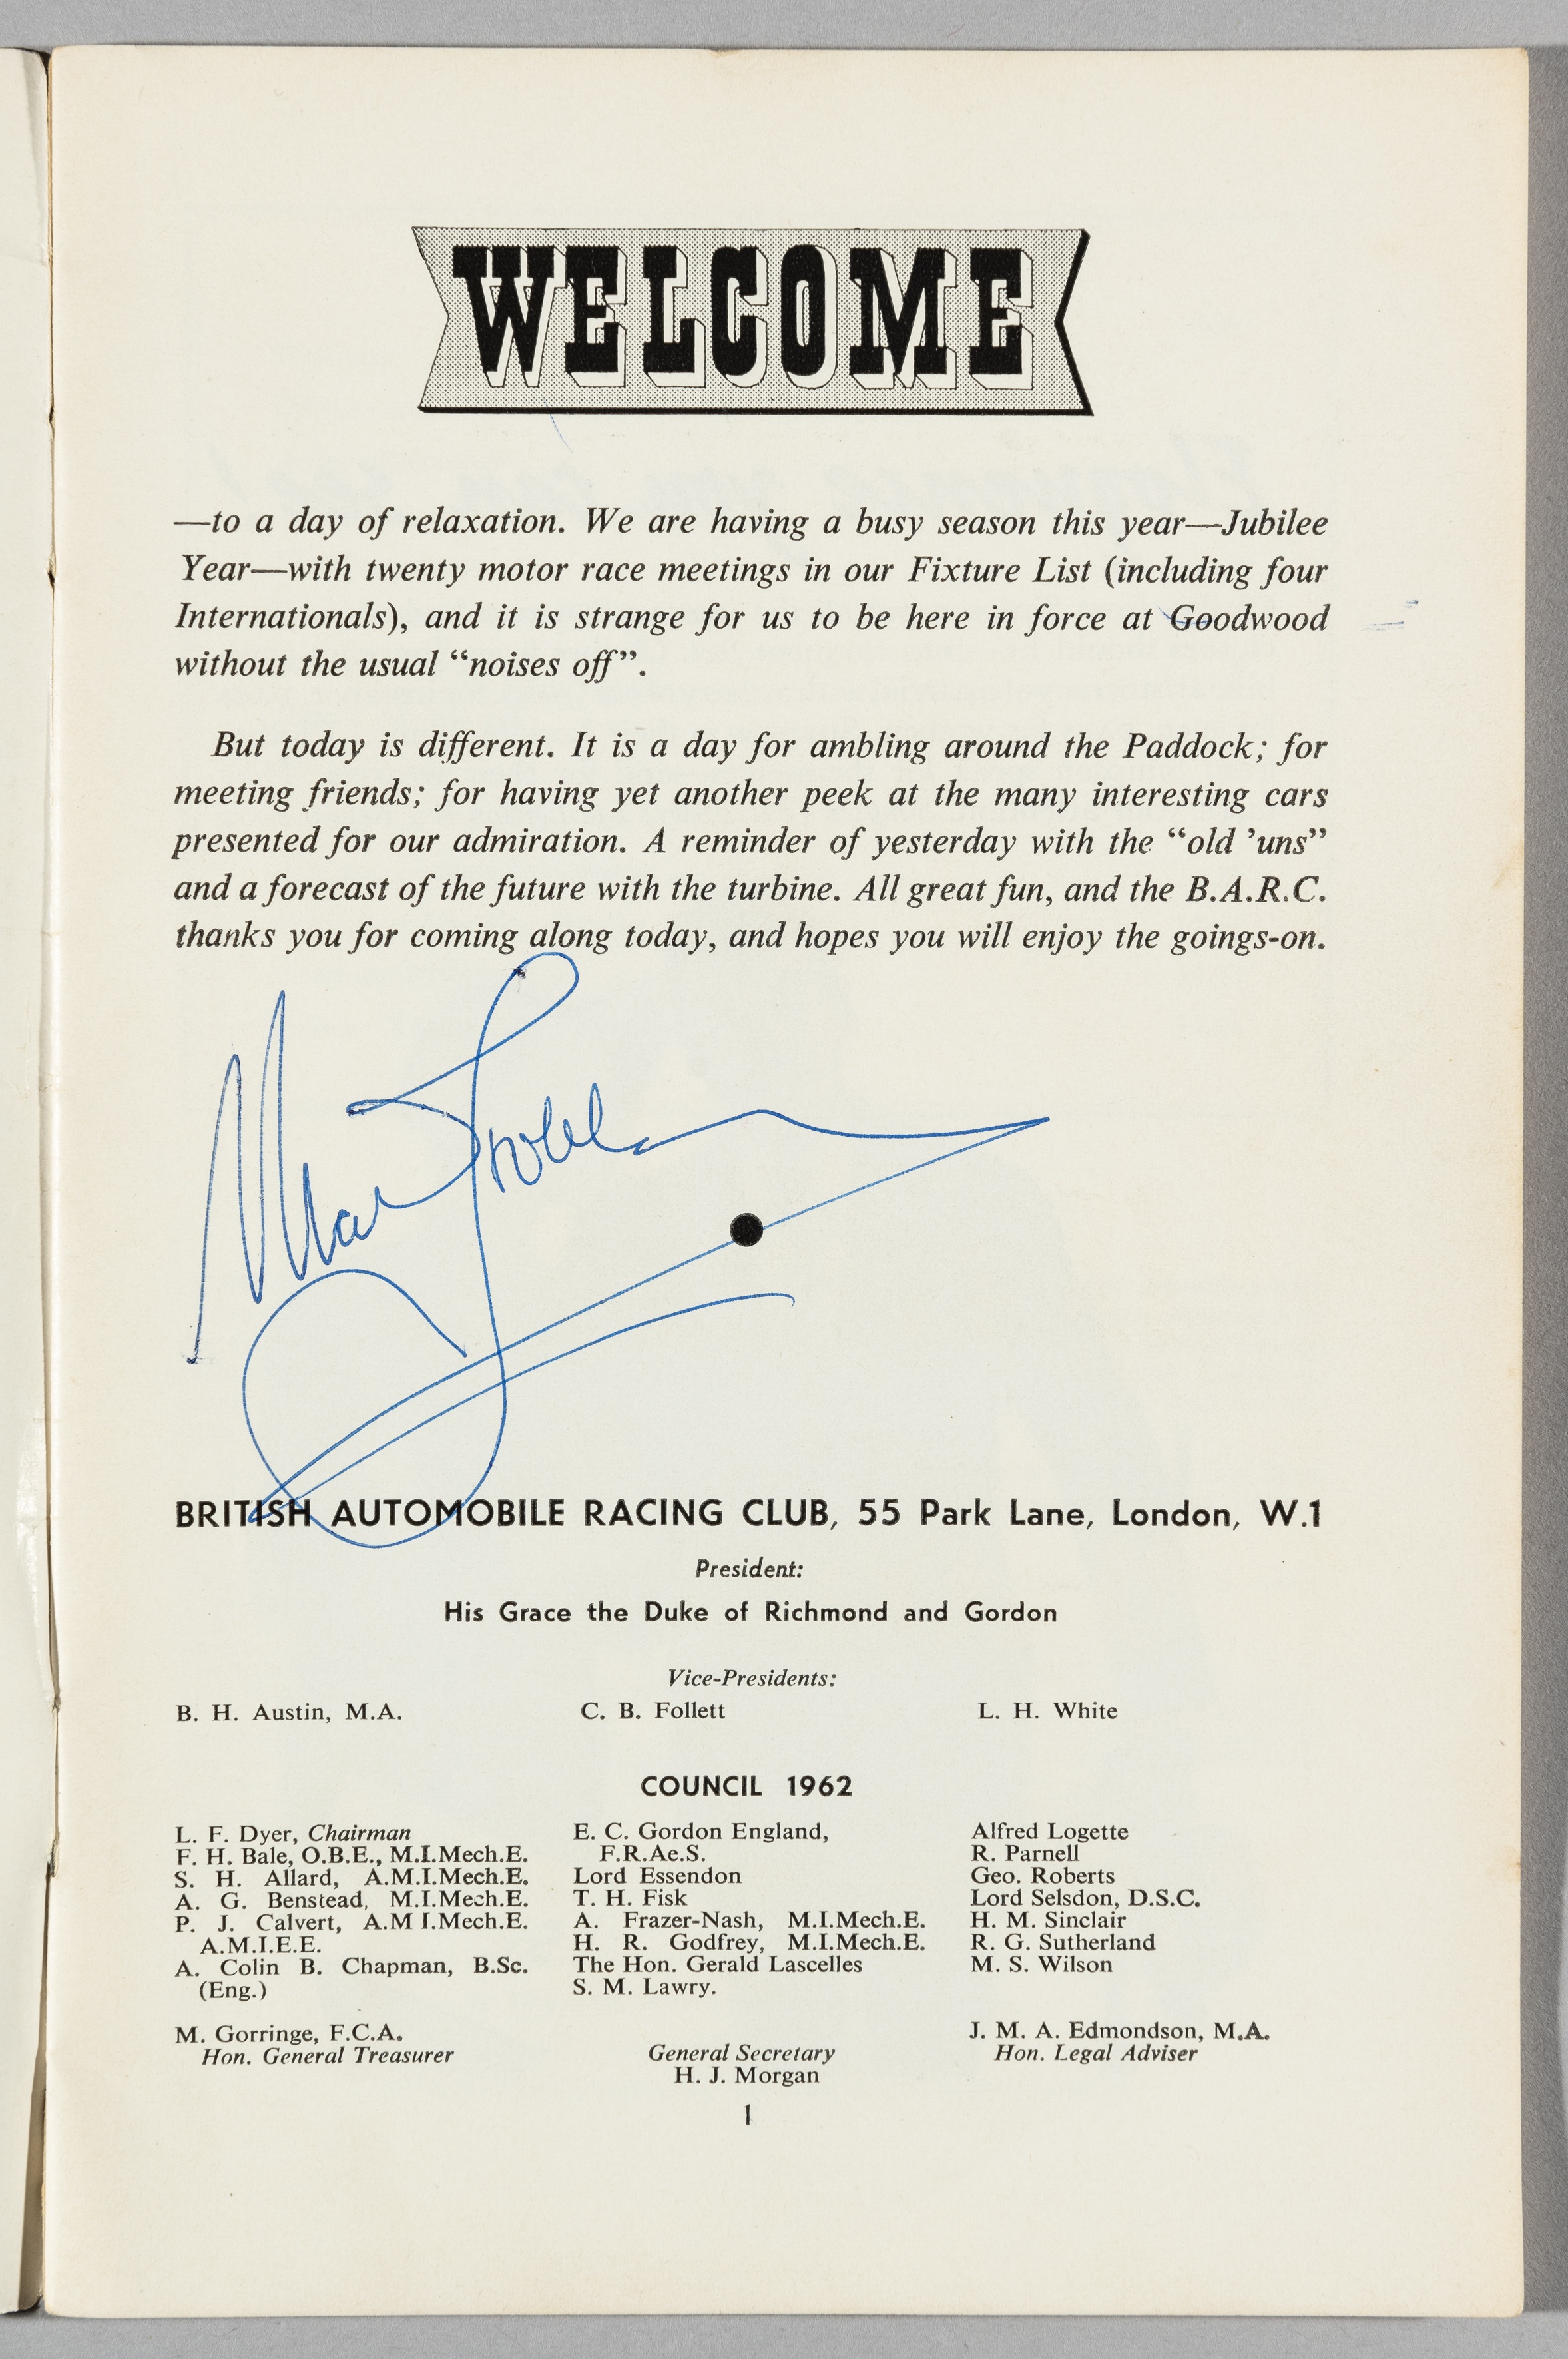 WELCOME
—to a day of relaxation. We are having a busy season this year—Jubilee
Year—with twenty motor race meetings in our Fixture List (including four
Internationals), and it is strange for us to be here in force at Goodwood
without the usual “noises off”.
But today is different. It is a day for ambling around the Paddock; for
meeting friends; for having yet another peek at the many interesting cars
presented for our admiration. A reminder of yesterday with the “old ’uns”
and a forecast of the future with the turbine. All great fun, and the B.A.R.C.
thanks you for coming along today, and hopes you will enjoy the goings-on.
BRITISH AUTOMOBILE RACING CLUB, 55 Park Lane, London, W.1
President:
His Grace the Duke of Richmond and Gordon
Vice-Presidents:
B. H. Austin, M.A. C. B. Follett L. H. White
COUNCIL 1962
L. F. Dyer, Chairman
F. H. Bale, O.B.E., M.I.Mech.E.
S. H. Allard, A.M.I.Mech.E.
A. G. Benstead, M.I.Mech.E.
P. J. Calvert, A.M I.Mech.E.
A.M.I.E.E.
A. Colin B. Chapman, B.Sc.
(Eng.)
E. C. Gordon England,
F.R.Ae.S.
Lord Essendon
T. H. Fisk
A. Frazer-Nash, M.I.Mech.E.
H. R. Godfrey, M.I.Mech.E.
The Hon. Gerald Lascelles
S. M. Lawry.
Alfred Logette
R. Parnell
Geo. Roberts
Lord Selsdon, D.S.C.
H. M. Sinclair
R. G. Sutherland
M. S. Wilson
M. Gorringe, F.C.A.
Hon. General Treasurer
General Secretary
H. J. Morgan
J. M. A. Edmondson, M.A.
Hon. Legal Adviser
1